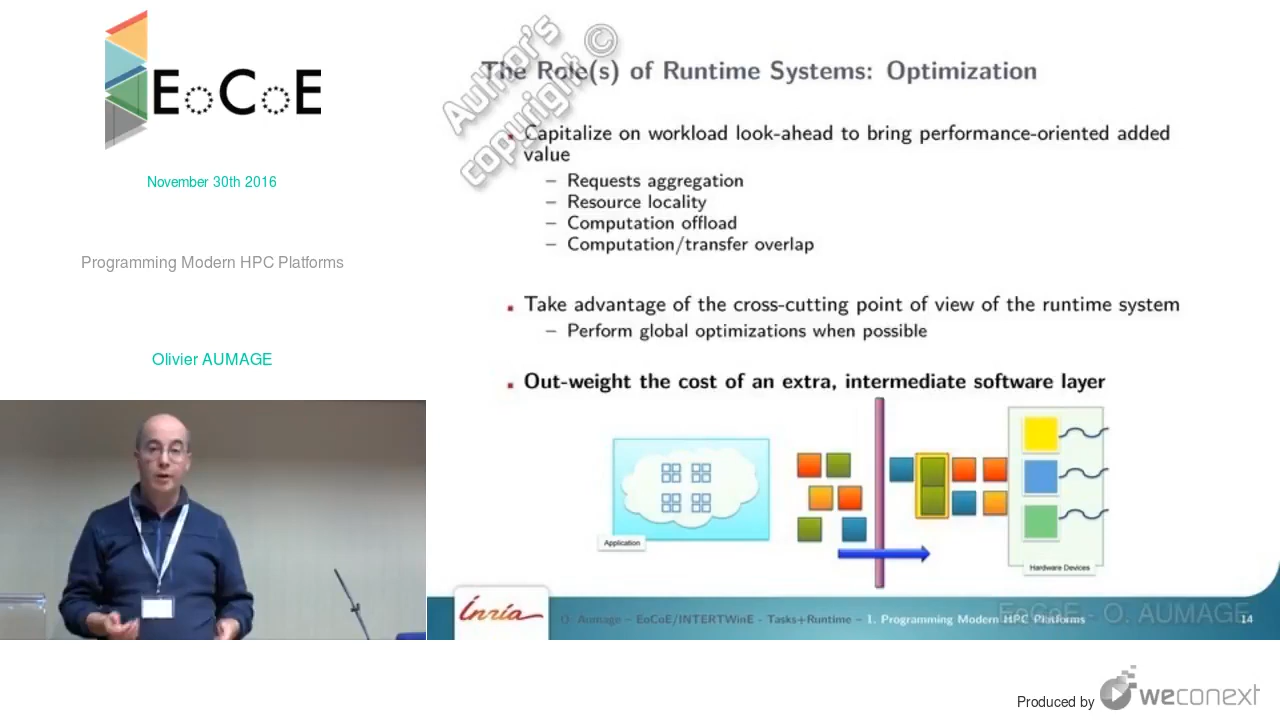 EoCoE
November 30th 2016
Programming Modern HPC Platforms
Olivier AUMAGE
Author's
copyright ©
The Role(s) of Runtime Systems: Optimization
Capitalize on workload look-ahead to bring performance-oriented added
value
– Requests aggregation
– Resource locality
– Computation offload
– Computation/transfer overlap
Take advantage of the cross-cutting point of view of the runtime system
– Perform global optimizations when possible
Out-weight the cost of an extra, intermediate software layer
Application
Hardware Devices
Inria
O. Aumage – EoCoE/INTERTWinE - Tasks+Runtime – 1. Programming Modern HPC Platforms
EoCoE - O. AUMAGE
14
Produced by
weconext